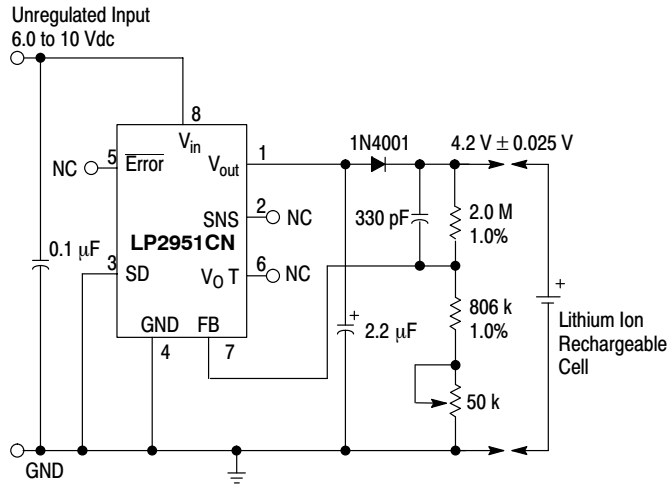 Unregulated Input
6.0 to 10 Vdc
8
Vin
1N4001
4.2 V ± 0.025 V
NC
5
Error
Vout
1
SNS
2
NC
330 pF
2.0 M
1.0%
LP2951CN
0.1 µF
3
SD
VO T
6
NC
806 k
1.0%
+
GND
FB
4
7
+
2.2 µF
Lithium Ion
Rechargeable
Cell
50 k
GND